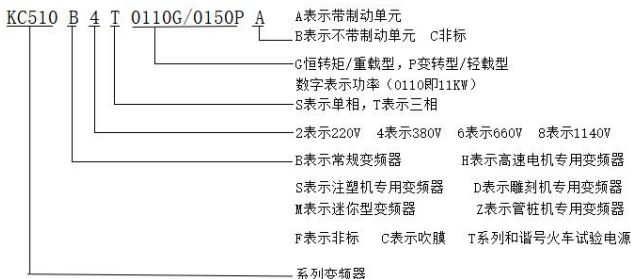 KC510 B 4 T 0110G/0150P A
A表示带制动单元
B表示不带制动单元 C非标
G恒转矩/重载型，P变转型/轻载型
数字表示功率（0110即11KW）
S表示单相，T表示三相
2表示220V 4表示380V 6表示660V 8表示1140V
B表示常规变频器 H表示高速电机专用变频器
S表示注塑机专用变频器 D表示雕刻机专用变频器
M表示迷你型变频器 Z表示管桩机专用变频器
F表示非标 C表示吹膜 T系列和谐号火车试验电源
系列变频器